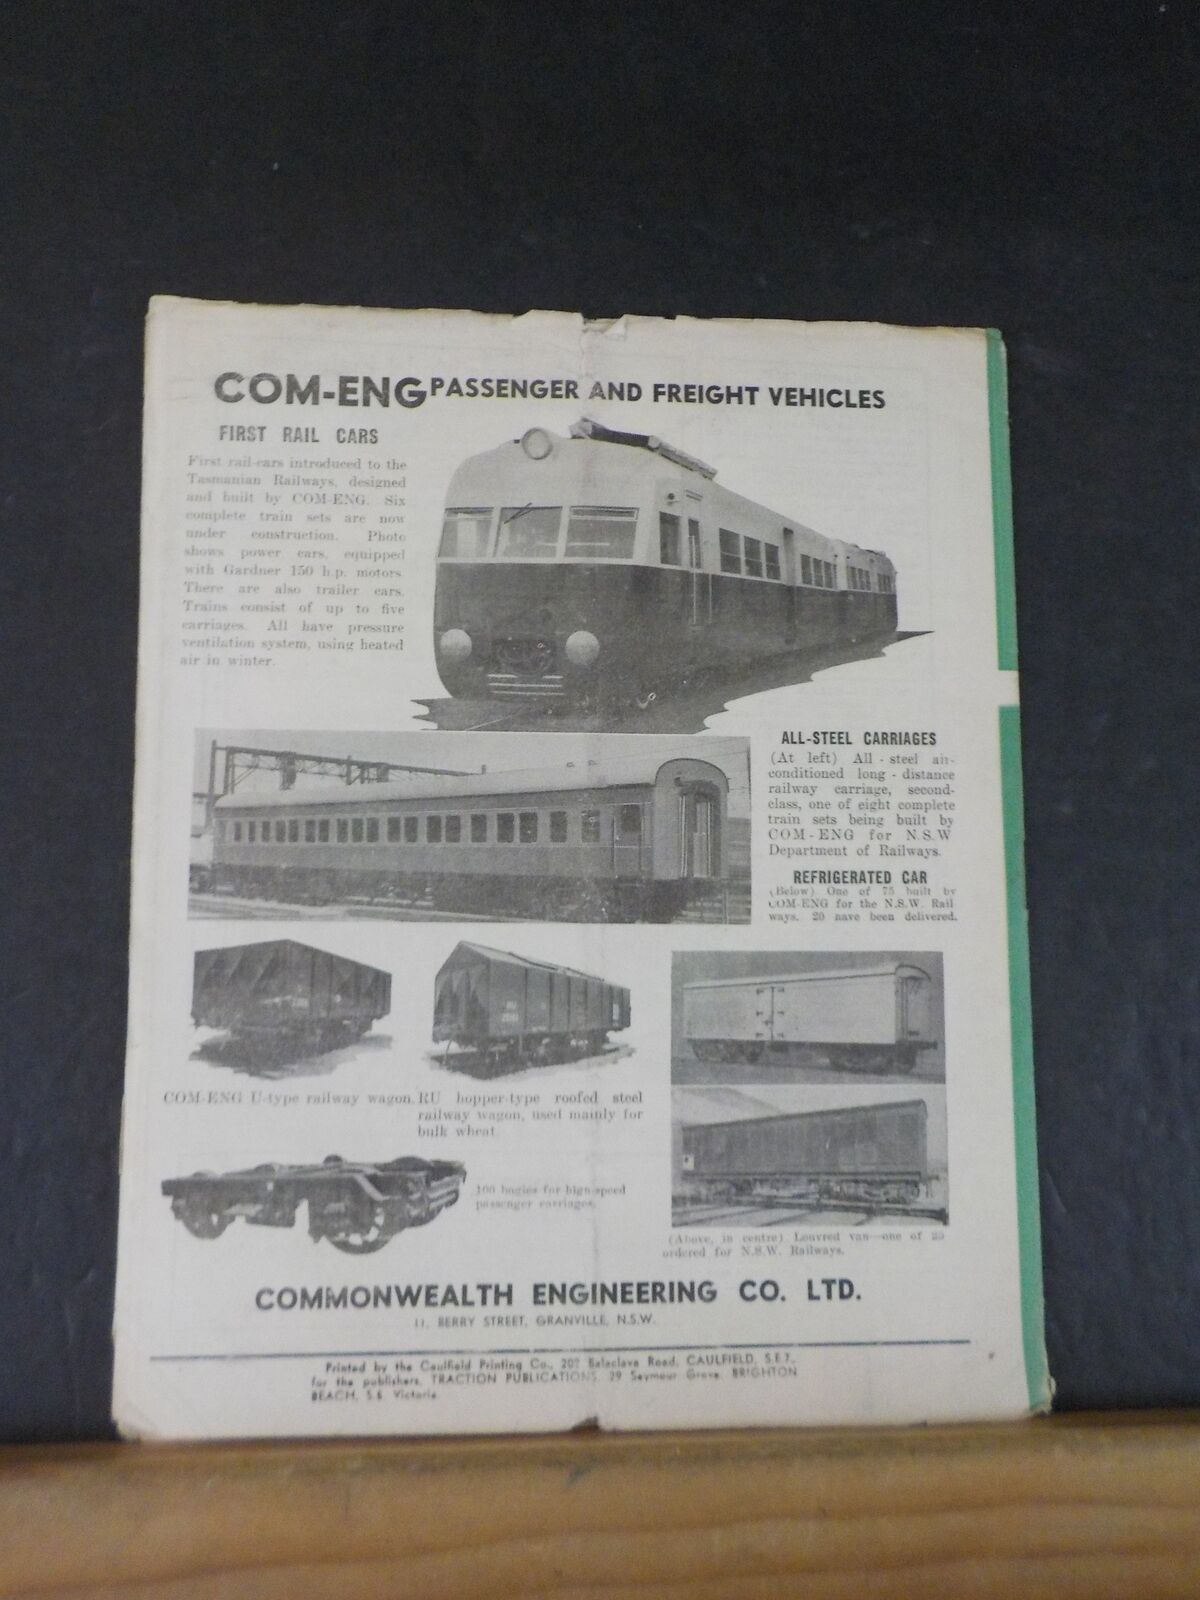 COM-ENG PASSENGER AND FREIGHT VEHICLES
FIRST RAIL CARS
First rail-cars introduced to the
Tasmanian Railways, designed
and built by COM-ENG. Six
complete train sets are now
under construction. Photo
shows power cars, equipped
with Gardner 150 h.p. motors.
There are also trailer cars.
Trains consist of up to five
carriages. All have pressure
ventilation system, using heated
air in winter.
ALL-STEEL CARRIAGES
(At left) All - steel air-
conditioned long - distance
railway carriage, second-
class, one of eight complete
train sets being built by
COM-ENG for N.S.W
Department of Railways.
REFRIGERATED CAR
(Below) One of 75 built by
COM-ENG for the N.S.W. Rail
ways. 20 have been delivered.
COM-ENG U-type railway wagon.
RU hopper-type roofed steel
railway wagon, used mainly for
bulk wheat.
100 bogies for high-speed
passenger carriages.
(Above, in centre) Louvred van—one of
ordered for N.S.W. Railways.
COMMONWEALTH ENGINEERING CO. LTD.
11, BERRY STREET, GRANVILLE, N.S.W.
Printed by the Caulfield Printing Co., Balaclava Road, CAULFIELD, S.E.7,
for the publishers, TRACTION PUBLICATIONS, 29 Seymour Grove, BRIGHTON
BEACH, Victoria.